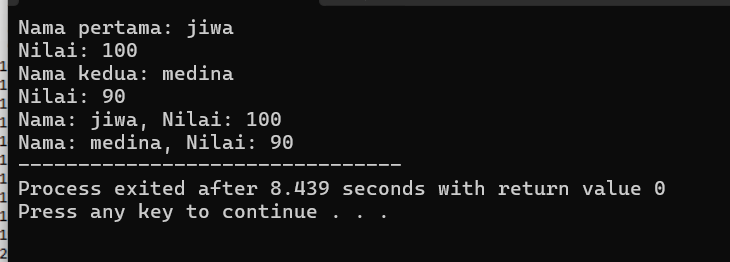 Nama pertama: jiwa
Nilai: 100
Nama kedua: medina
Nilai: 90
Nama: jiwa, Nilai: 100
Nama: medina, Nilai: 90
--------------------------------
Process exited after 8.439 seconds with return value 0
Press any key to continue . . .